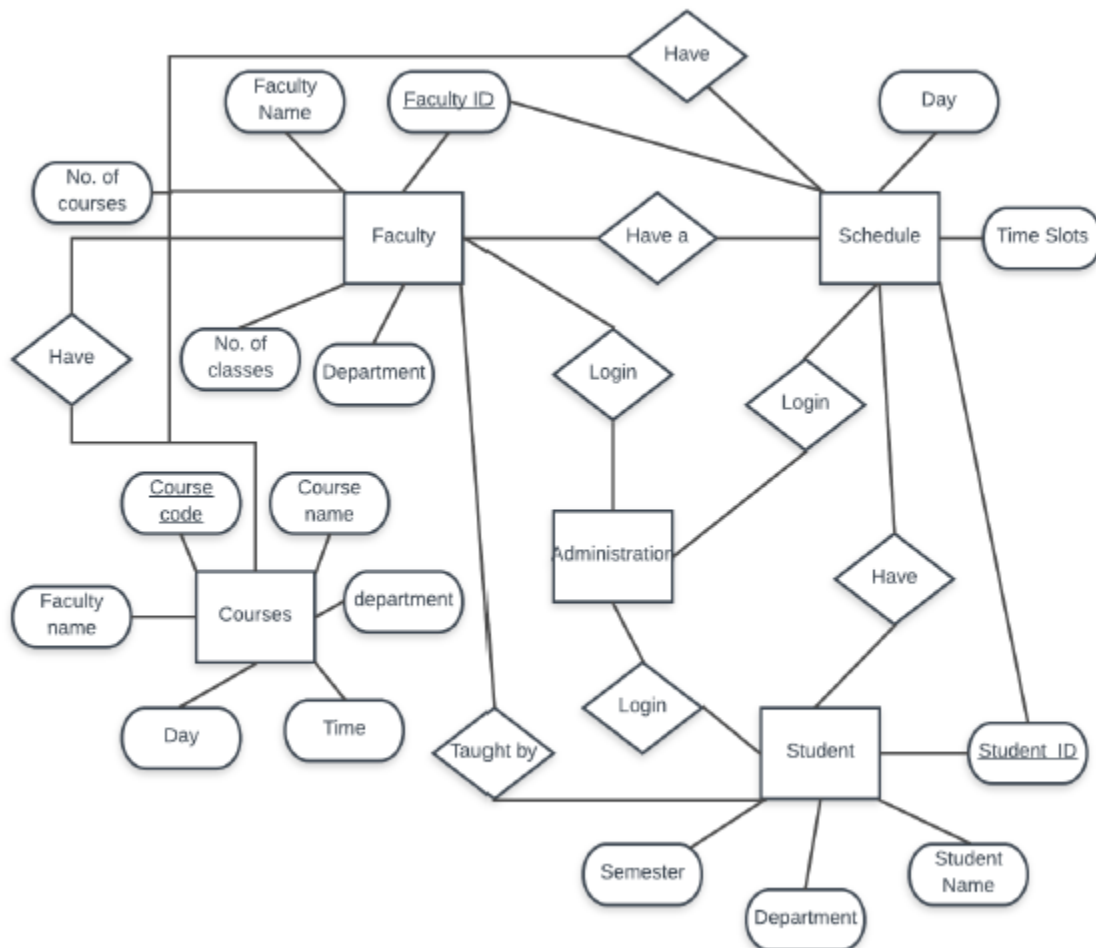 Have
Faculty
Name
Faculty ID
Day
No. of
courses
Faculty
Have a
Schedule
Time Slots
Have
No. of
classes
Department
Login
Login
Course
code
Course
name
Administration
Have
Faculty
name
Courses
department
Day
Time
Login
Taught by
Student
Student_ID
Semester
Department
Student
Name